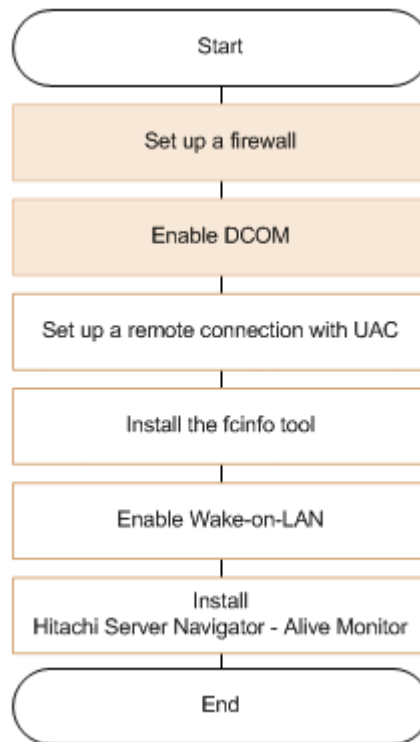 Start
Set up a firewall
Enable DCOM
Set up a remote connection with UAC
Install the fcinfo tool
Enable Wake-on-LAN
Install
Hitachi Server Navigator - Alive Monitor
End